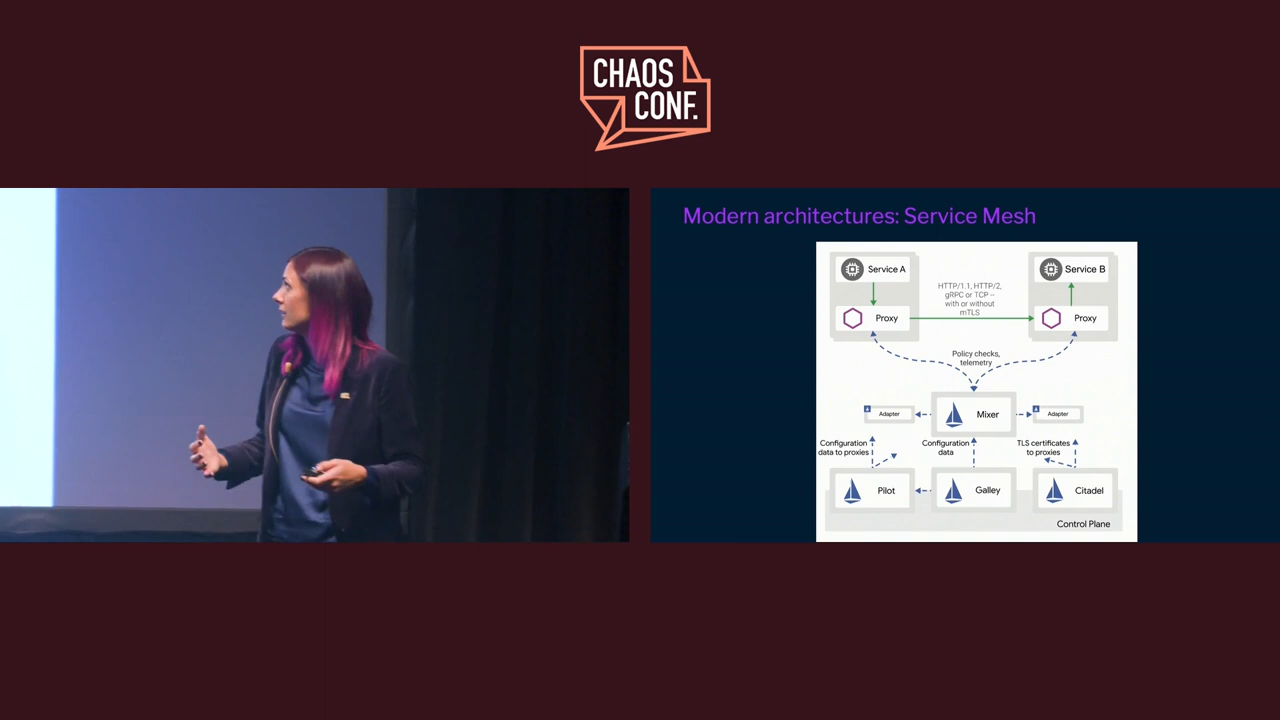 CHAOS
CONF.
Modern architectures: Service Mesh
Service A
Service B
HTTP/1.1, HTTP/2,
gRPC or TCP --
with or without
mTLS
Proxy
Proxy
Policy checks,
telemetry
Adapter
Mixer
Adapter
Configuration
data to proxies
Configuration
data
TLS certificates
to proxies
Pilot
Galley
Citadel
Control Plane